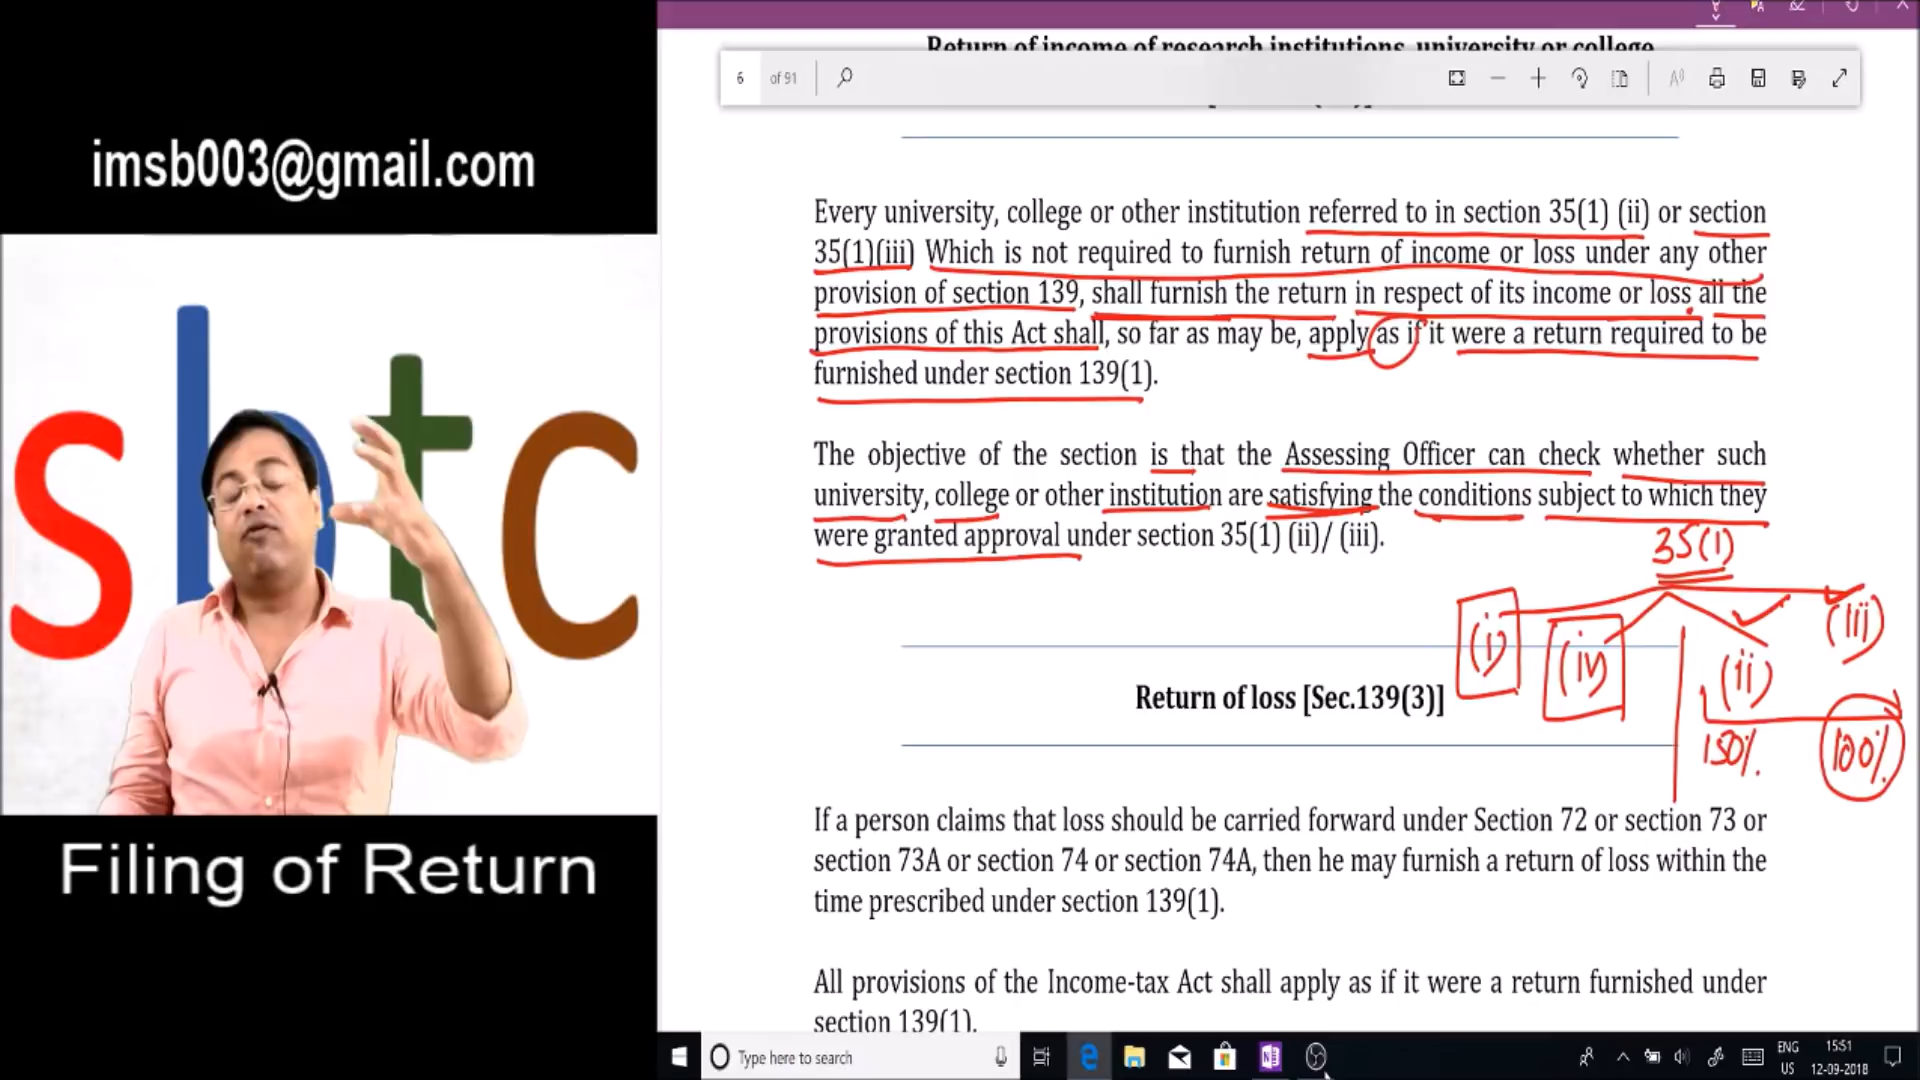 imsb003@gmail.com
sbtc
Filing of Return
Return of income of research institutions, university or college
6 of 91
Every university, college or other institution referred to in section 35(1) (ii) or section
35(1)(iii) Which is not required to furnish return of income or loss under any other
provision of section 139, shall furnish the return in respect of its income or loss all the
provisions of this Act shall, so far as may be, apply as if it were a return required to be
furnished under section 139(1).
The objective of the section is that the Assessing Officer can check whether such
university, college or other institution are satisfying the conditions subject to which they
were granted approval under section 35(1) (ii)/ (iii).
35(1)
(i) (iv) (ii) (iii)
150% 100%
Return of loss [Sec.139(3)]
If a person claims that loss should be carried forward under Section 72 or section 73 or
section 73A or section 74 or section 74A, then he may furnish a return of loss within the
time prescribed under section 139(1).
All provisions of the Income-tax Act shall apply as if it were a return furnished under
section 139(1).
Type here to search
ENG
US
15:51
12-09-2018